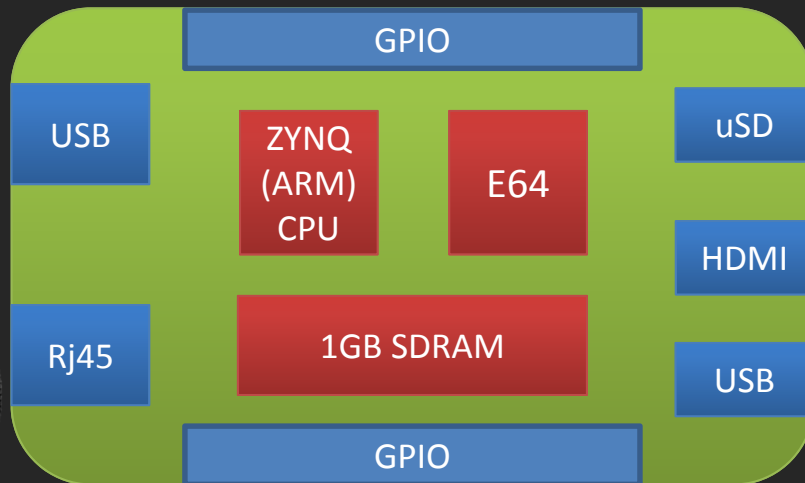 GPIO
USB
ZYNQ
(ARM)
CPU
E64
uSD
HDMI
Rj45
1GB SDRAM
USB
GPIO